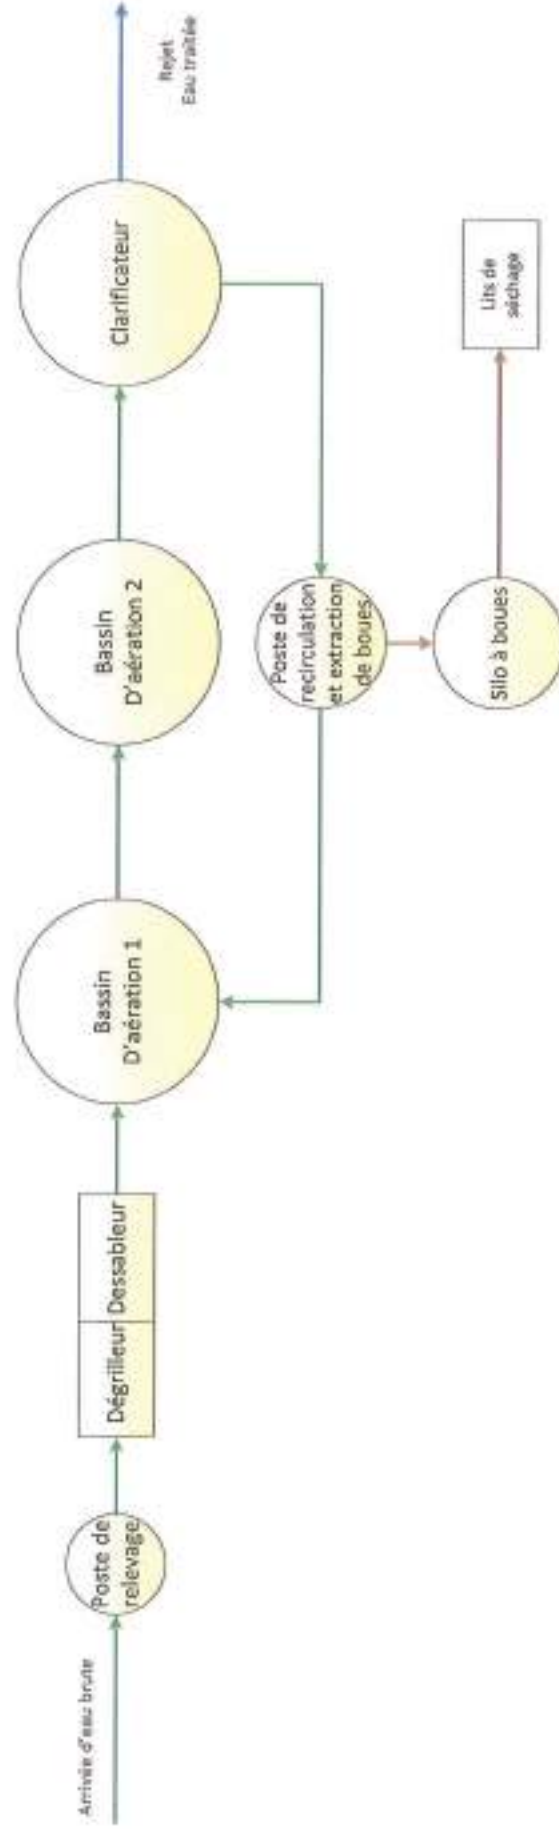 Arrivée d'eau brute
Poste de
relevage
Dégrilleur
Dessableur
Bassin
D'aération 1
Bassin
D'aération 2
Clarificateur
Rejet
Eau traitée
Poste de
recirculation
et extraction
de boues
Silo à boues
Lits de
séchage